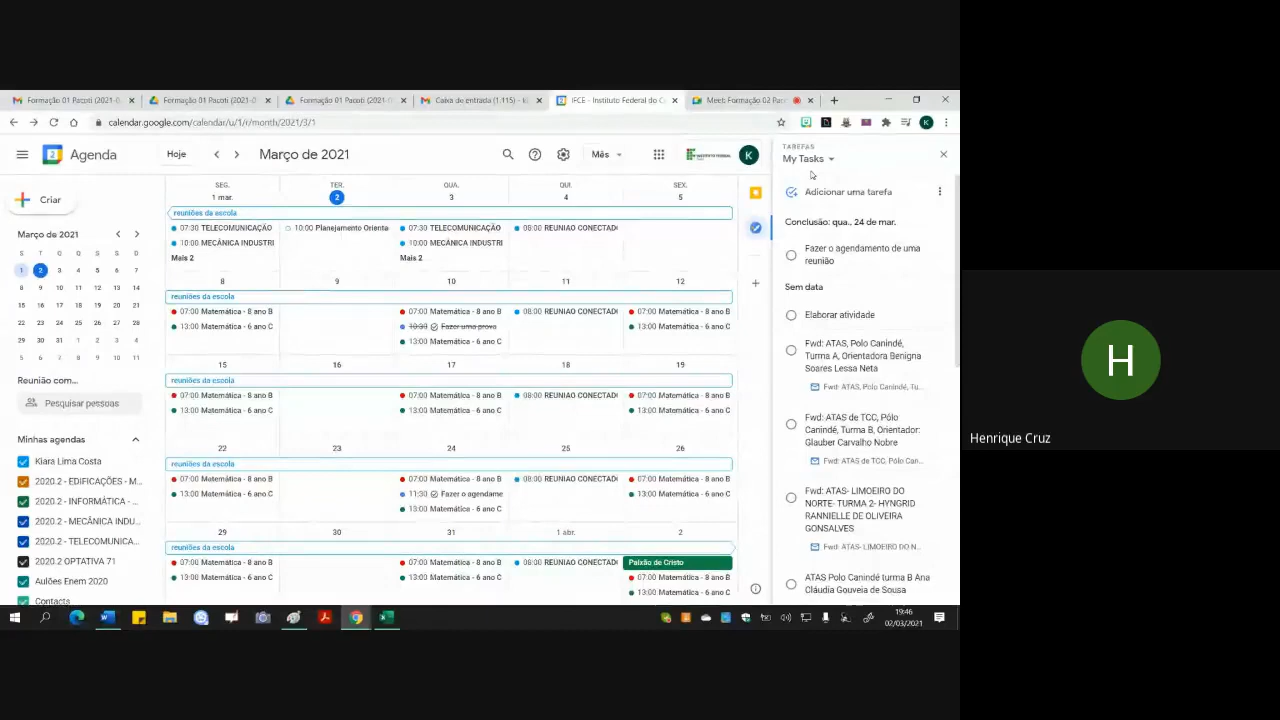 Formação 01 Pacoti (2021-0
Formação 01 Pacoti (2021-0
Formação 01 Pacoti (2021-0
Caixa de entrada (1.115) -
IFCE - Instituto Federal do C
Meet: Formação 02 Pac
calendar.google.com/calendar/u/1/r/month/2021/3/1
K
Agenda
Hoje
Março de 2021
Mês
INSTITUTO FEDERAL
K
TAREFAS
My Tasks
Criar
Março de 2021
S T Q Q S S D
1 2 3 4 5 6 7
8 9 10 11 12 13 14
15 16 17 18 19 20 21
22 23 24 25 26 27 28
29 30 31 1 2 3 4
5 6 7 8 9 10 11
Reunião com...
Pesquisar pessoas
Minhas agendas
Kiara Lima Costa
2020.2 - EDIFICAÇÕES - M...
2020.2 - INFORMÁTICA - ...
2020.2 - MECÂNICA INDU...
2020.2 - TELECOMUNICA...
2020.2 OPTATIVA 71
Aulões Enem 2020
Contacts
SEG. TER. QUA. QUI. SEX.
1 mar. 2 3 4 5
reuniões da escola
07:30 TELECOMUNICAÇÃO 10:00 Planejamento Orienta 07:30 TELECOMUNICAÇÃO 08:00 REUNIAO CONECTAD
10:00 MECÂNICA INDUSTRI 10:00 MECÂNICA INDUSTRI
Mais 2 Mais 2
8 9 10 11 12
reuniões da escola
07:00 Matemática - 8 ano B 07:00 Matemática - 8 ano B 08:00 REUNIAO CONECTAD 07:00 Matemática - 8 ano B
13:00 Matemática - 6 ano C 10:30 Fazer uma prova 13:00 Matemática - 6 ano C
13:00 Matemática - 6 ano C
15 16 17 18 19
reuniões da escola
07:00 Matemática - 8 ano B 07:00 Matemática - 8 ano B 08:00 REUNIAO CONECTAD 07:00 Matemática - 8 ano B
13:00 Matemática - 6 ano C 13:00 Matemática - 6 ano C 13:00 Matemática - 6 ano C
22 23 24 25 26
reuniões da escola
07:00 Matemática - 8 ano B 07:00 Matemática - 8 ano B 08:00 REUNIAO CONECTAD 07:00 Matemática - 8 ano B
13:00 Matemática - 6 ano C 11:30 Fazer o agendame 13:00 Matemática - 6 ano C
13:00 Matemática - 6 ano C
29 30 31 1 abr. 2
reuniões da escola
07:00 Matemática - 8 ano B 07:00 Matemática - 8 ano B 08:00 REUNIAO CONECTAD Paixão de Cristo
13:00 Matemática - 6 ano C 13:00 Matemática - 6 ano C 07:00 Matemática - 8 ano B
13:00 Matemática - 6 ano C
Adicionar uma tarefa
Conclusão: qua., 24 de mar.
Fazer o agendamento de uma
reunião
Sem data
Elaborar atividade
Fwd: ATAS, Polo Canindé,
Turma A, Orientadora Benigna
Soares Lessa Neta
Fwd: ATAS, Polo Canindé, Tu...
Fwd: ATAS de TCC, Pólo
Canindé, Turma B, Orientador:
Glauber Carvalho Nobre
Fwd: ATAS de TCC, Pólo Can...
Fwd: ATAS- LIMOEIRO DO
NORTE- TURMA 2- HYNGRID
RANNIELLE DE OLIVEIRA
GONSALVES
Fwd: ATAS- LIMOEIRO DO N...
ATAS Polo Canindé turma B Ana
Cláudia Gouveia de Sousa
19:46
02/03/2021
H
Henrique Cruz